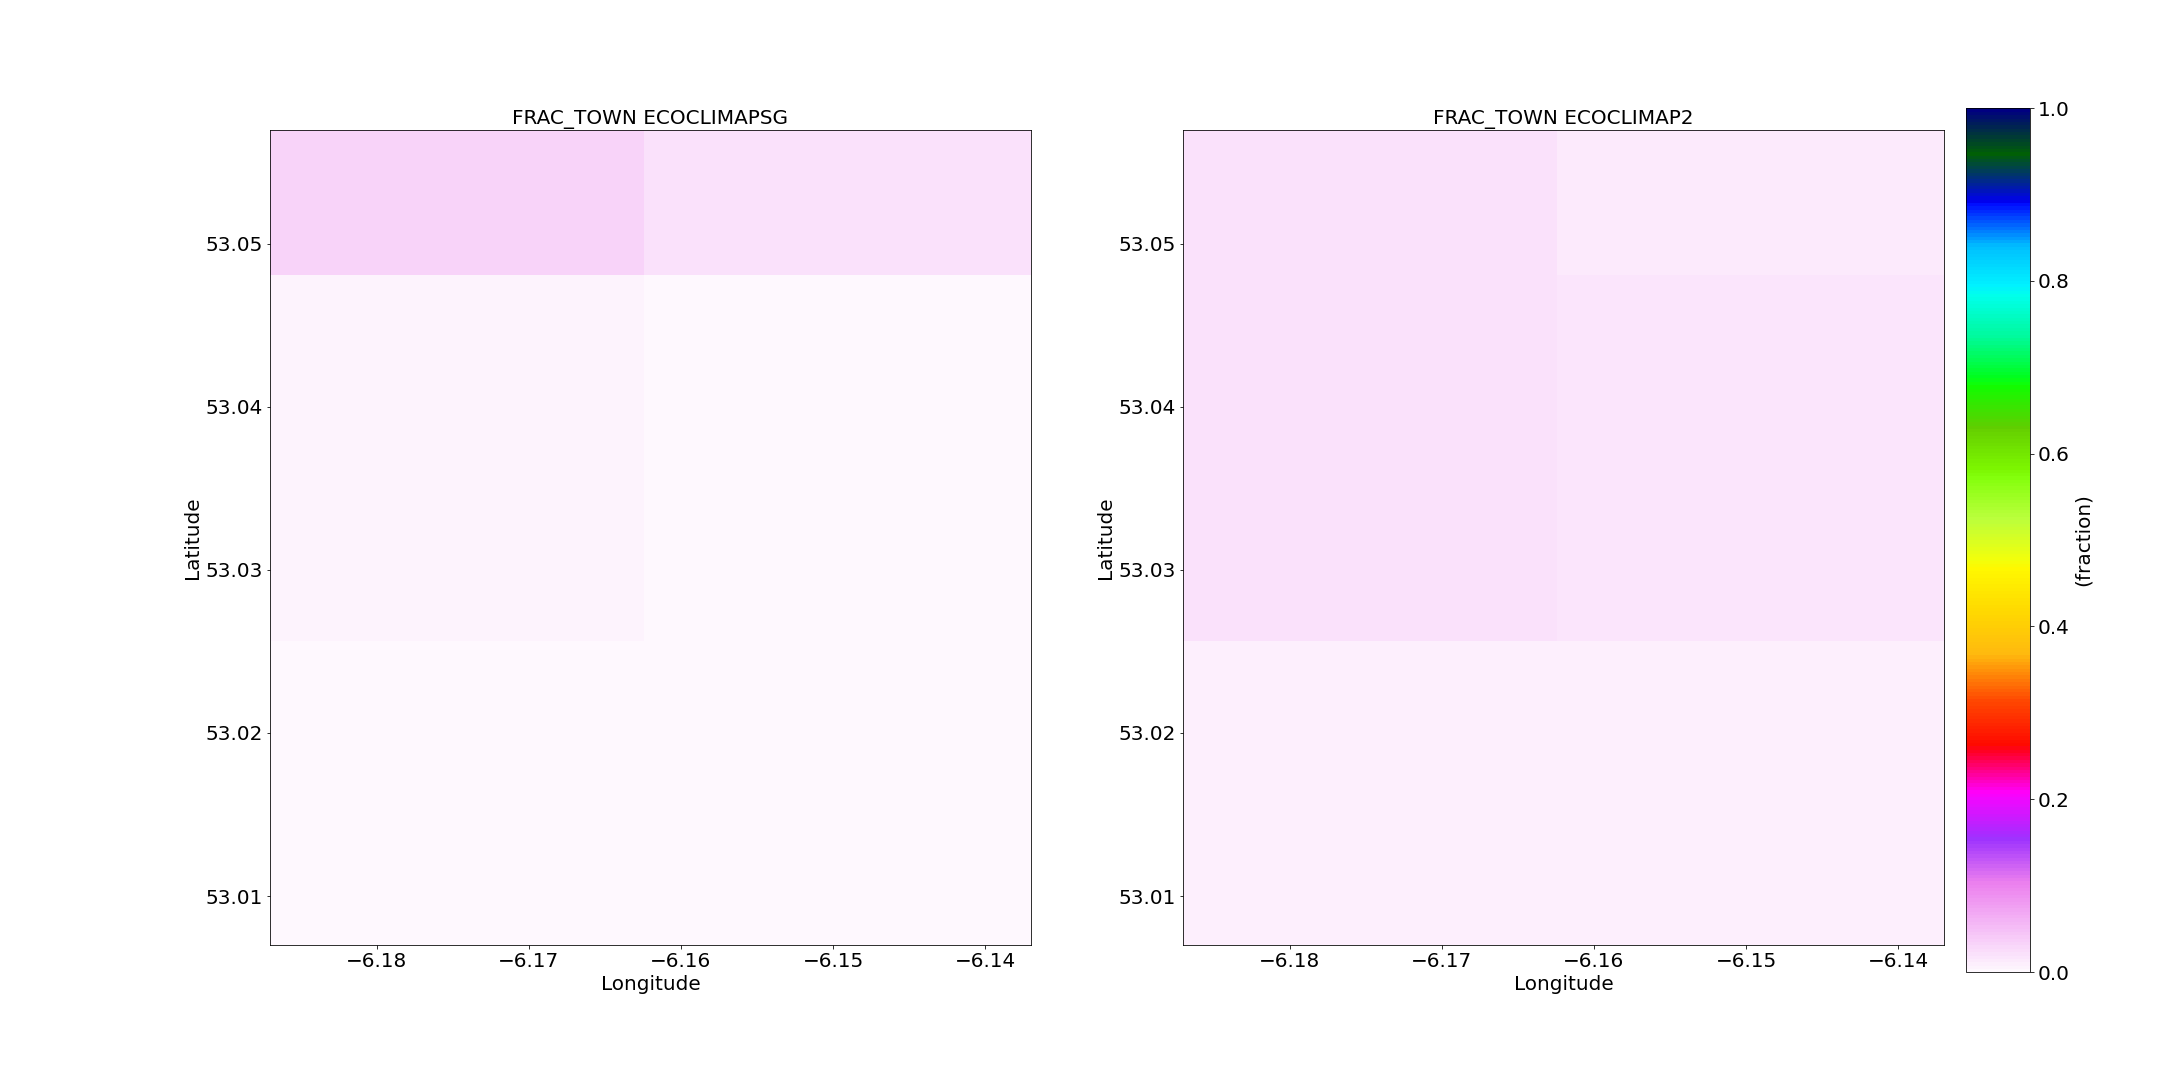 FRAC_TOWN ECOCLIMAPSG
53.05
53.04
53.03
53.02
53.01
Latitude
−6.18 −6.17 −6.16 −6.15 −6.14
Longitude
FRAC_TOWN ECOCLIMAP2
53.05
53.04
53.03
53.02
53.01
Latitude
−6.18 −6.17 −6.16 −6.15 −6.14
Longitude
1.0
0.8
0.6
0.4
0.2
0.0
(fraction)